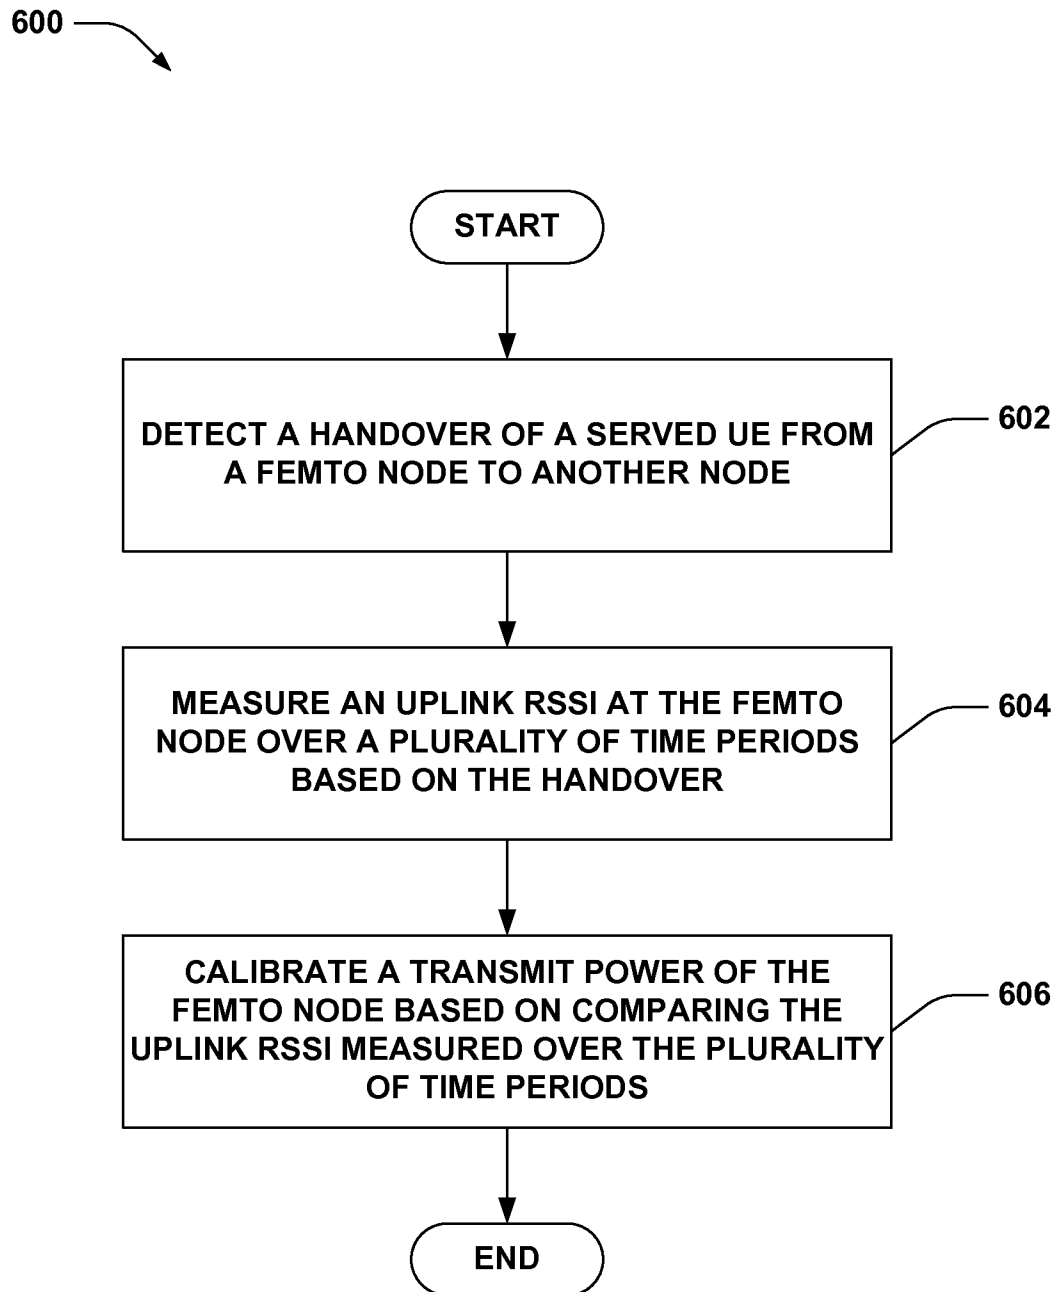 600
START
DETECT A HANDOVER OF A SERVED UE FROM
A FEMTO NODE TO ANOTHER NODE
602
MEASURE AN UPLINK RSSI AT THE FEMTO
NODE OVER A PLURALITY OF TIME PERIODS
BASED ON THE HANDOVER
604
CALIBRATE A TRANSMIT POWER OF THE
FEMTO NODE BASED ON COMPARING THE
UPLINK RSSI MEASURED OVER THE PLURALITY
OF TIME PERIODS
606
END